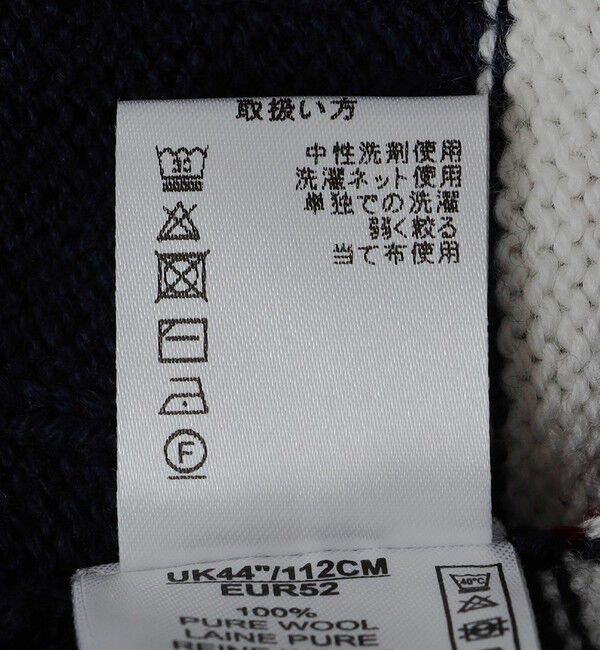 取扱い方
中性洗剤使用
洗濯ネット使用
単独での洗濯
弱く絞る
当て布使用
F
UK44"/112CM
EUR52
100%
PURE WOOL
LAINE PURE
40°C